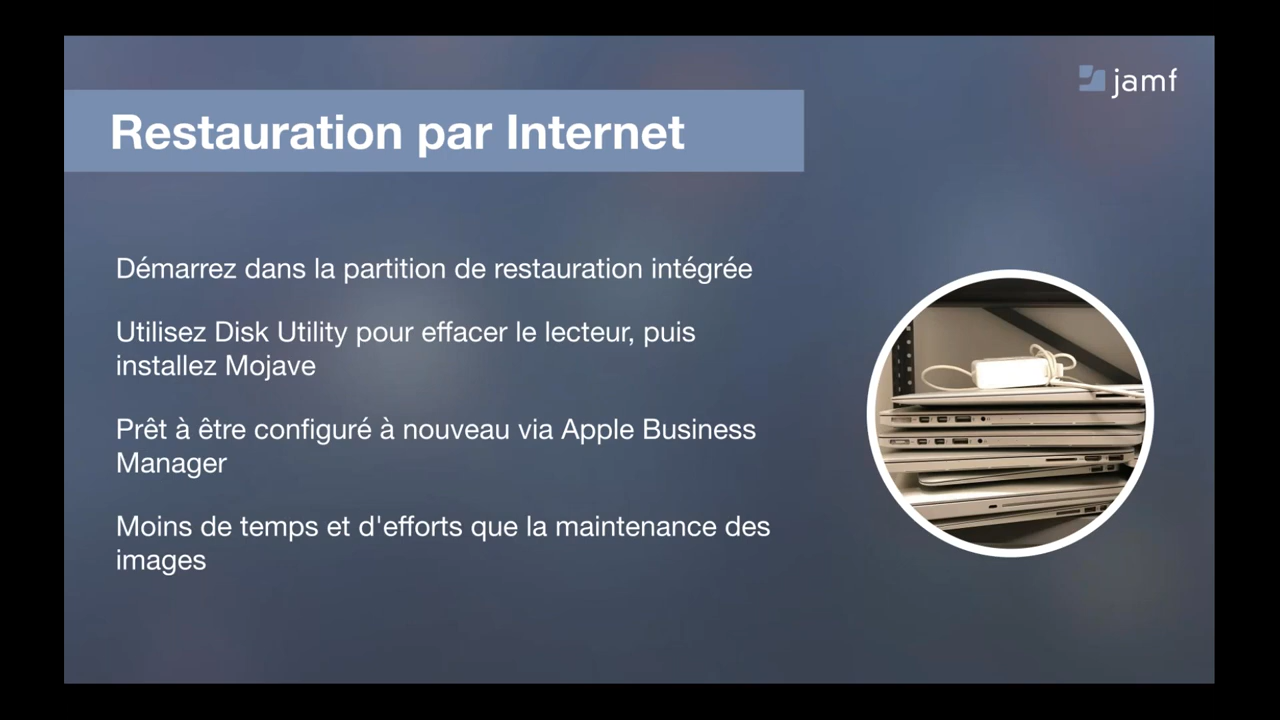 jamf
Restauration par Internet
Démarrez dans la partition de restauration intégrée
Utilisez Disk Utility pour effacer le lecteur, puis
installez Mojave
Prêt à être configuré à nouveau via Apple Business
Manager
Moins de temps et d'efforts que la maintenance des
images